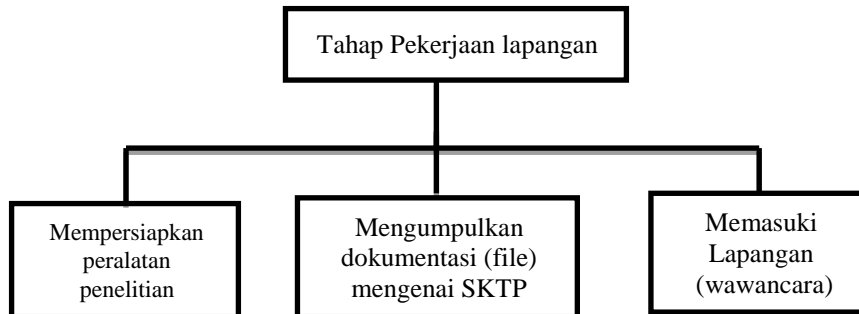 Tahap Pekerjaan lapangan
Mempersiapkan
peralatan
penelitian
Mengumpulkan
dokumentasi (file)
mengenai SKTP
Memasuki
Lapangan
(wawancara)